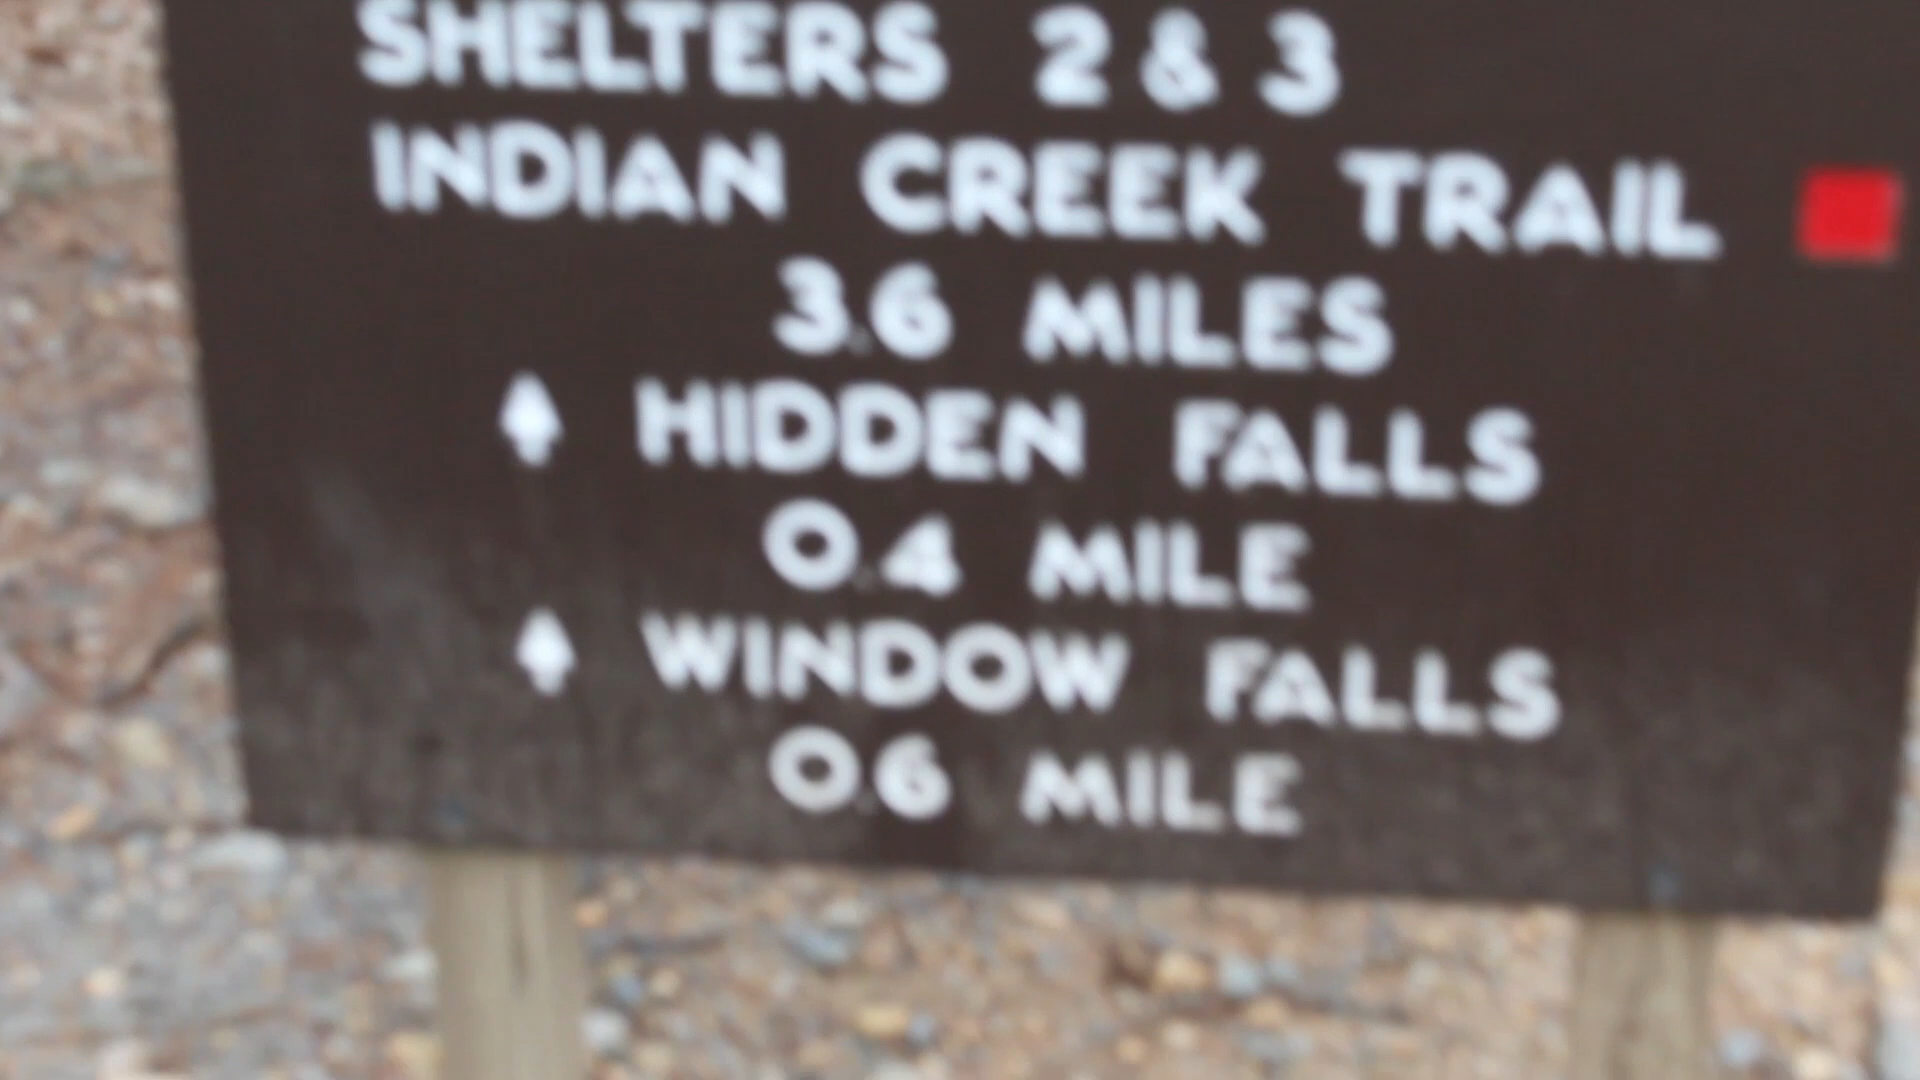 SHELTERS 2 & 3
INDIAN CREEK TRAIL
3.6 MILES
HIDDEN FALLS
0.4 MILE
WINDOW FALLS
0.6 MILE